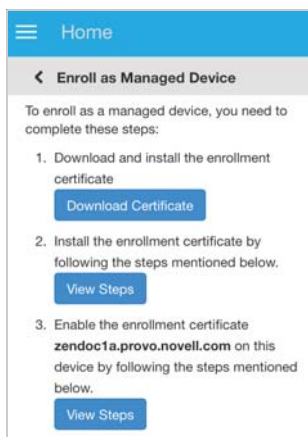 Home
Enroll as Managed Device
To enroll as a managed device, you need to
complete these steps:
1. Download and install the enrollment
certificate
Download Certificate
2. Install the enrollment certificate by
following the steps mentioned below.
View Steps
3. Enable the enrollment certificate
zendoc1a.provo.novell.com on this
device by following the steps mentioned
below.
View Steps